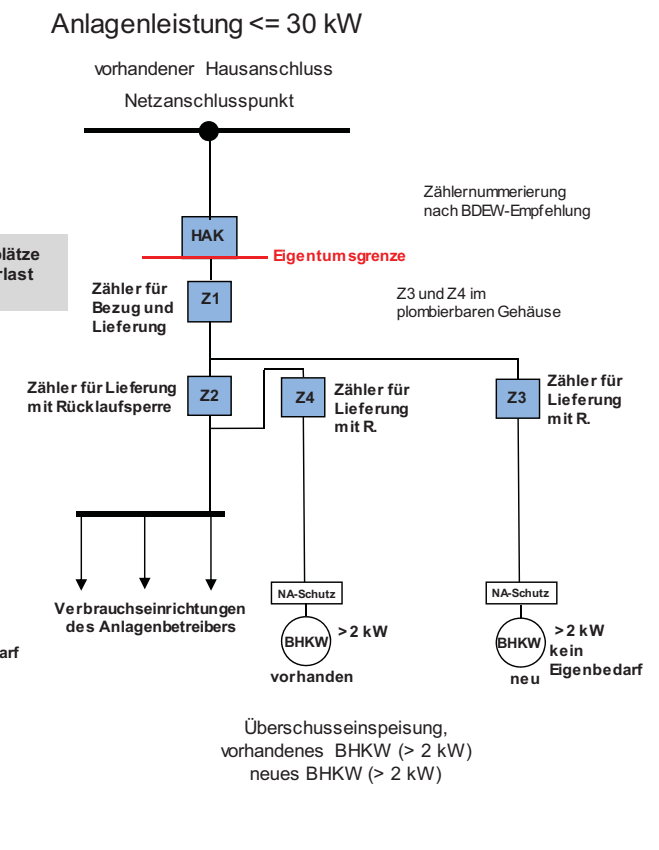 Anlagenleistung <= 30 kW
vorhandener Hausanschluss
Netzanschlusspunkt
Zählernummerierung
nach BDEW-Empfehlung
HAK
Eigentumsgrenze
plätze
rlast
Zähler für
Bezug und
Lieferung
Z1
Z3 und Z4 im
plombierbaren Gehäuse
Zähler für Lieferung
mit Rücklaufsperre
Z2
Z4
Zähler für
Lieferung
mit R.
Z3
Zähler für
Lieferung
mit R.
NA-Schutz
NA-Schutz
Verbrauchseinrichtungen
des Anlagenbetreibers
BHKW
> 2 kW
vorhanden
BHKW
> 2 kW
kein
Eigenbedarf
neu
arf
Überschusseinspeisung,
vorhandenes BHKW (> 2 kW)
neues BHKW (> 2 kW)